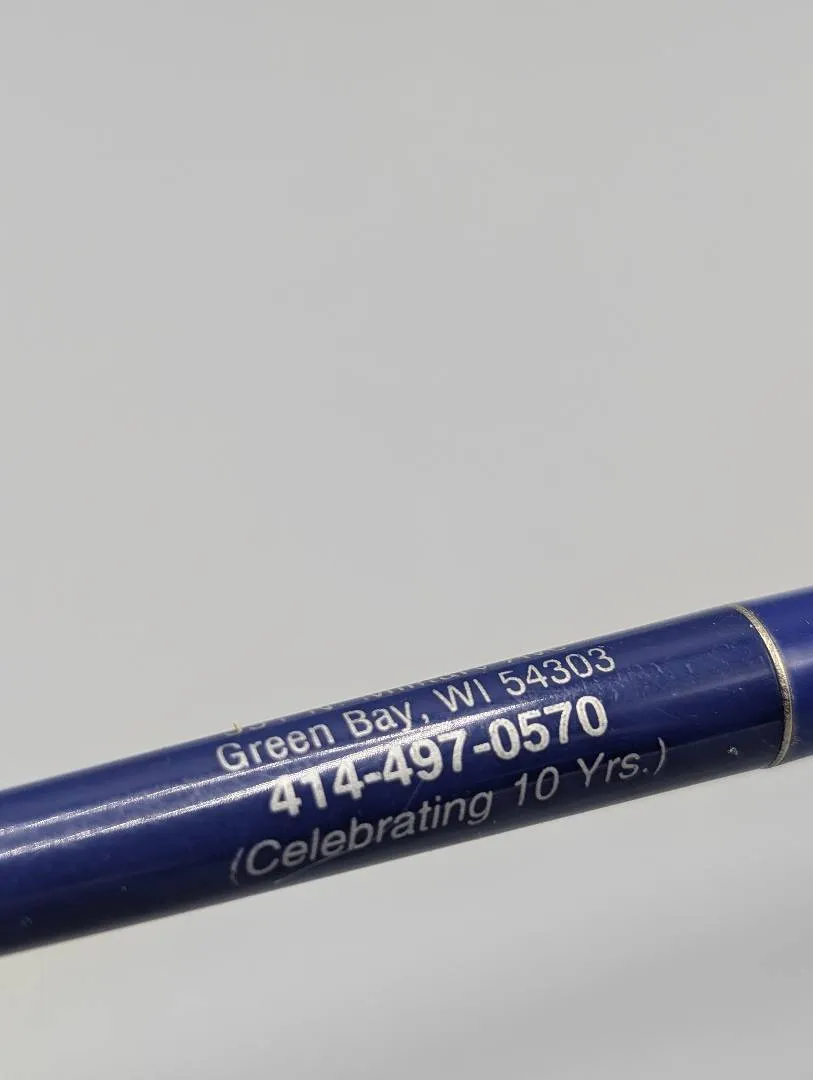 Green Bay, WI 54303
414-497-0570
(Celebrating 10 Yrs.)